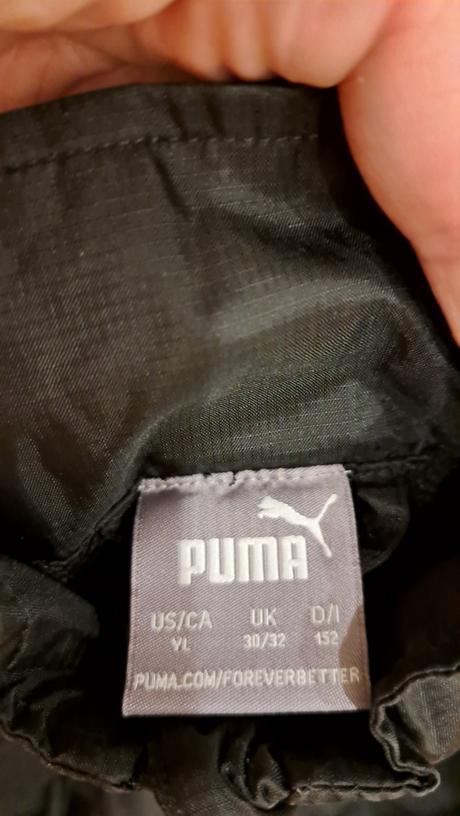 PUMA
US/CA UK D/I
YL 30/32 152
PUMA.COM/FOREVERBETTER